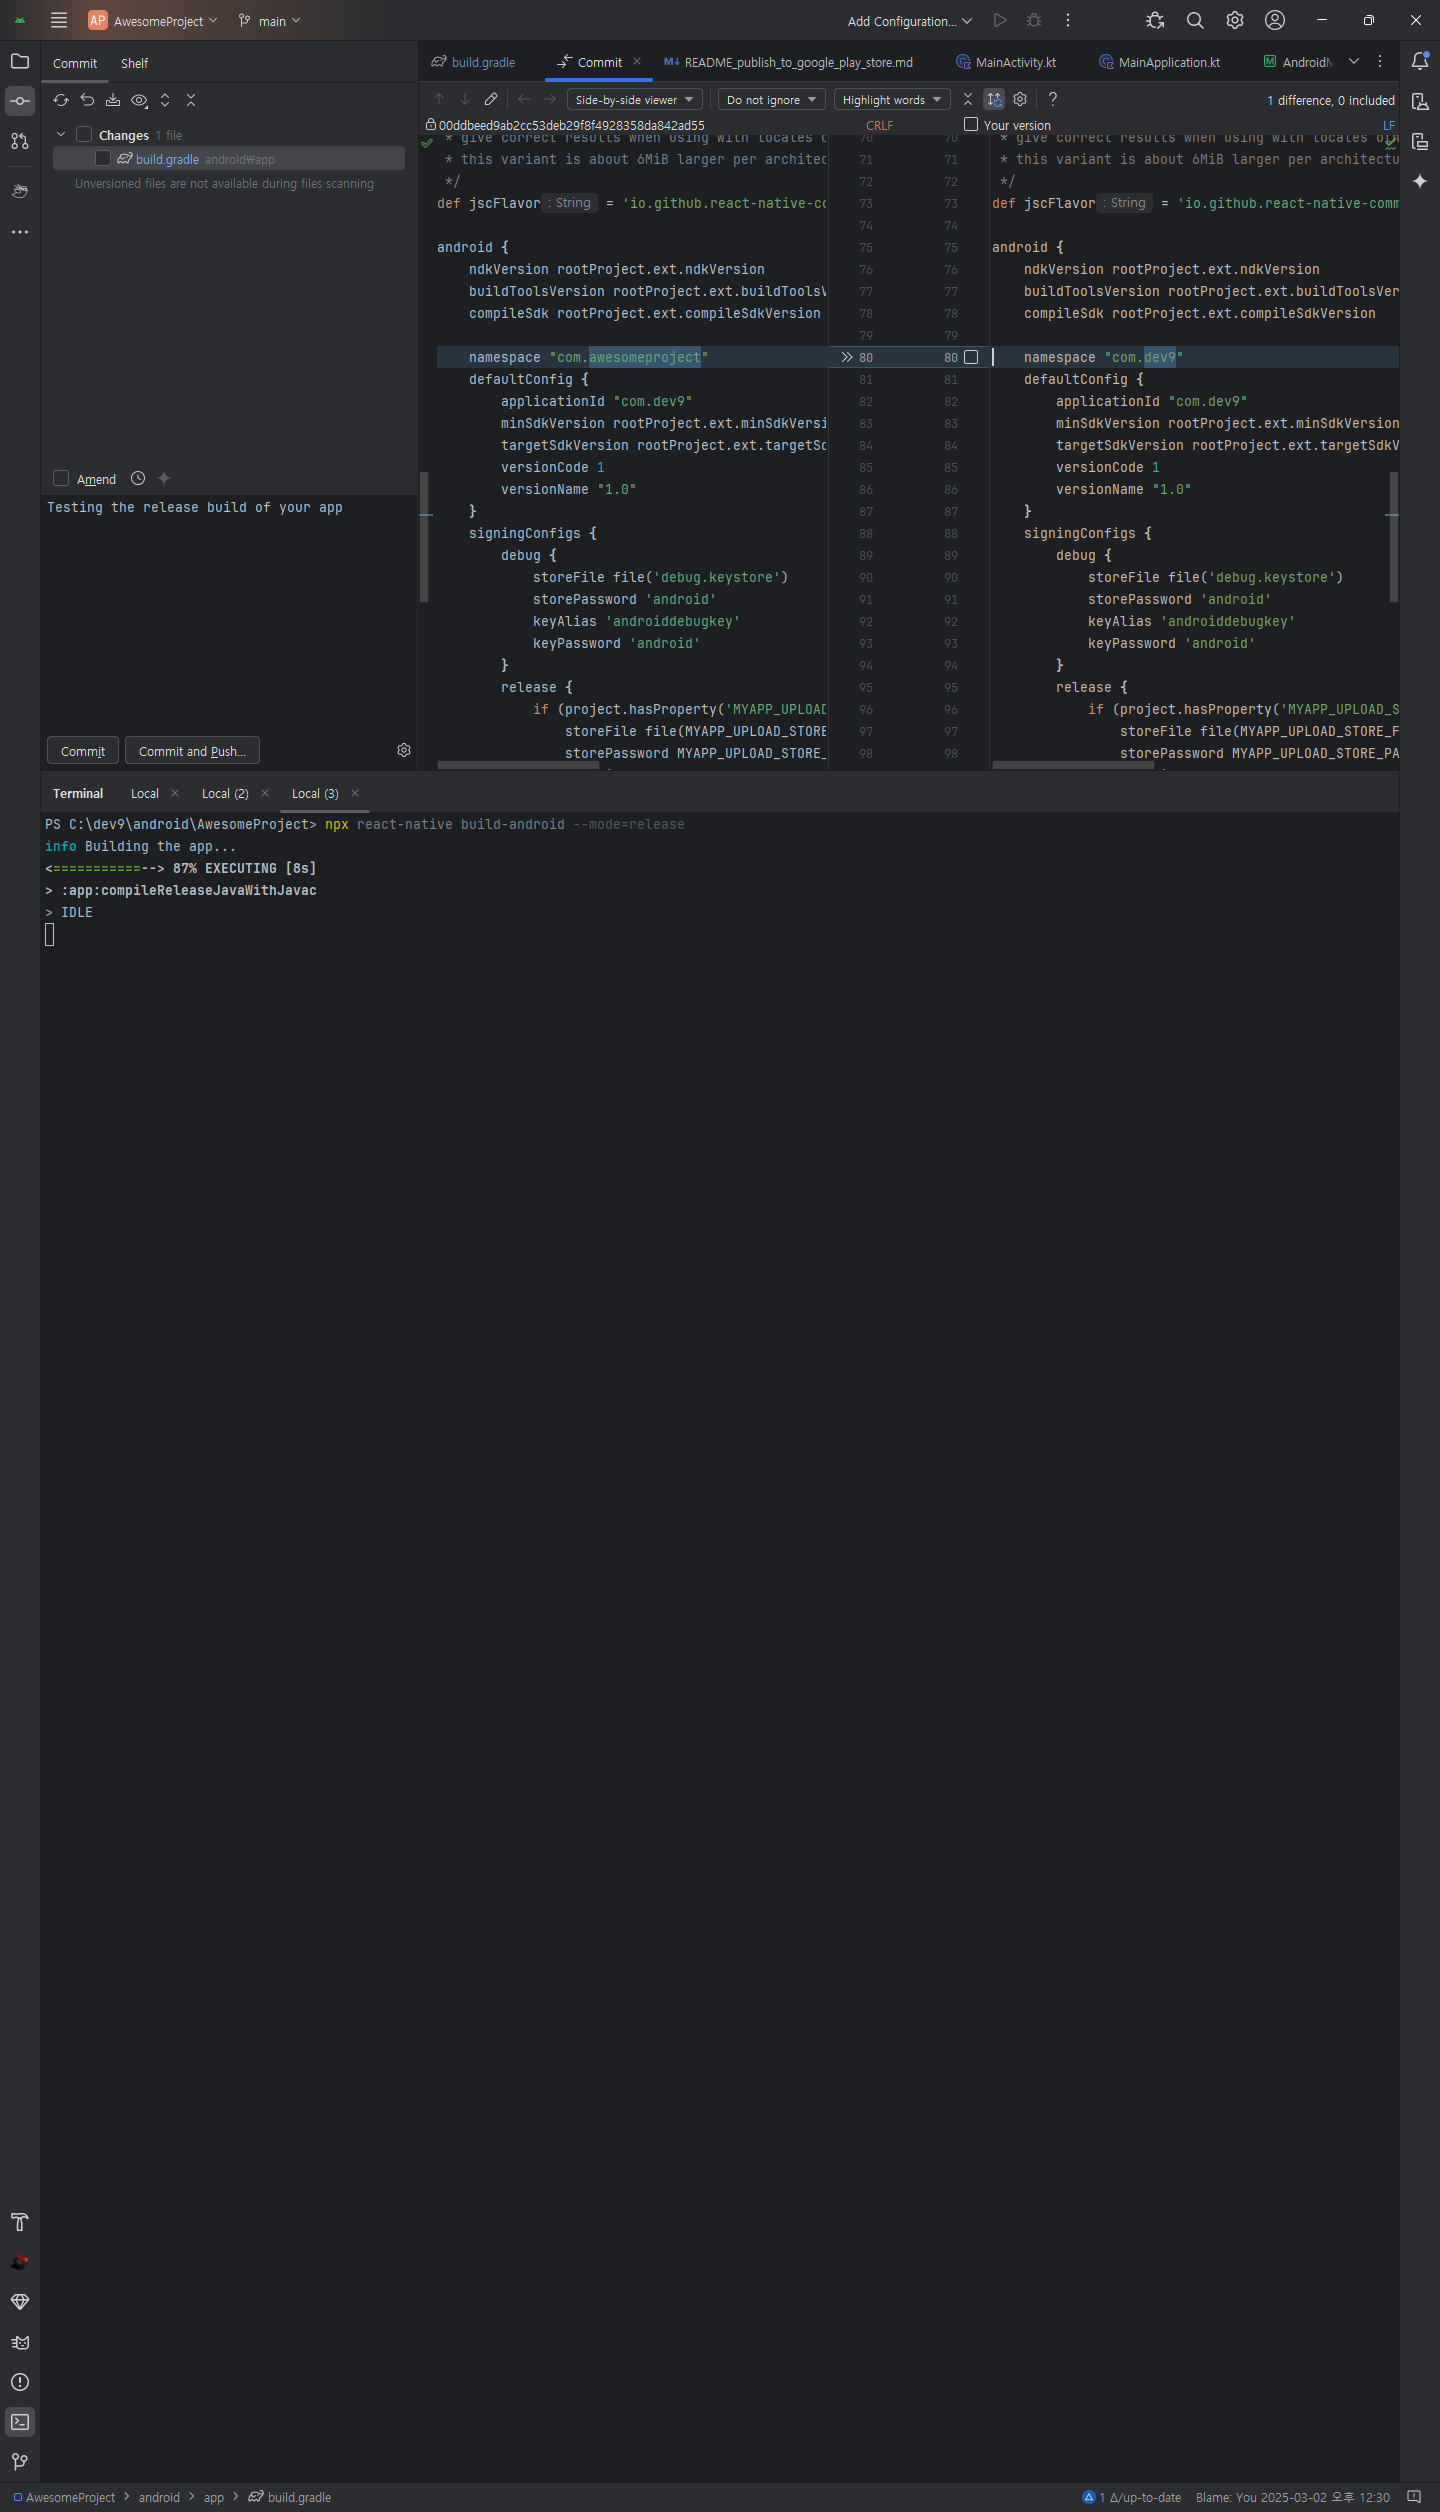 AP AwesomeProject main Add Configuration...
Commit Shelf
build.gradle Commit README_publish_to_google_play_store.md MainActivity.kt MainApplication.kt
Side-by-side viewer Do not ignore Highlight words ? 1 difference, 0 included
00ddbeed9ab2cc53deb29f8f4928358da842ad55 CRLF Your version LF
Changes 1 file
build.gradle android₩app
Unversioned files are not available during files scanning
* give correct results when using with locales 70 70 * give correct results when using with locales
* this variant is about 6MiB larger per architec 71 71 * this variant is about 6MiB larger per architectu
*/ 72 72 */
def jscFlavor : String = 'io.github.react-native-co 73 73 def jscFlavor : String = 'io.github.react-native-comm
74 74
android { 75 75 android {
ndkVersion rootProject.ext.ndkVersion 76 76 ndkVersion rootProject.ext.ndkVersion
buildToolsVersion rootProject.ext.buildToolsV 77 77 buildToolsVersion rootProject.ext.buildToolsVer
compileSdk rootProject.ext.compileSdkVersion 78 78 compileSdk rootProject.ext.compileSdkVersion
79 79
namespace "com.awesomeproject" 80 80 namespace "com.dev9"
defaultConfig { 81 81 defaultConfig {
applicationId "com.dev9" 82 82 applicationId "com.dev9"
minSdkVersion rootProject.ext.minSdkVersi 83 83 minSdkVersion rootProject.ext.minSdkVersion
targetSdkVersion rootProject.ext.targetSd 84 84 targetSdkVersion rootProject.ext.targetSdkV
versionCode 1 85 85 versionCode 1
versionName "1.0" 86 86 versionName "1.0"
} 87 87 }
signingConfigs { 88 88 signingConfigs {
debug { 89 89 debug {
storeFile file('debug.keystore') 90 90 storeFile file('debug.keystore')
storePassword 'android' 91 91 storePassword 'android'
keyAlias 'androiddebugkey' 92 92 keyAlias 'androiddebugkey'
keyPassword 'android' 93 93 keyPassword 'android'
} 94 94 }
release { 95 95 release {
if (project.hasProperty('MYAPP_UPLOAD 96 96 if (project.hasProperty('MYAPP_UPLOAD_S
storeFile file(MYAPP_UPLOAD_STORE 97 97 storeFile file(MYAPP_UPLOAD_STORE_F
storePassword MYAPP_UPLOAD_STORE_ 98 98 storePassword MYAPP_UPLOAD_STORE_PA
Amend
Testing the release build of your app
Commit Commit and Push...
Terminal Local Local (2) Local (3)
PS C:\dev9\android\AwesomeProject> npx react-native build-android --mode=release
info Building the app...
<===========--> 87% EXECUTING [8s]
> :app:compileReleaseJavaWithJavac
> IDLE
AwesomeProject > android > app > build.gradle 1 Δ/up-to-date Blame: You 2025-03-02 오후 12:30